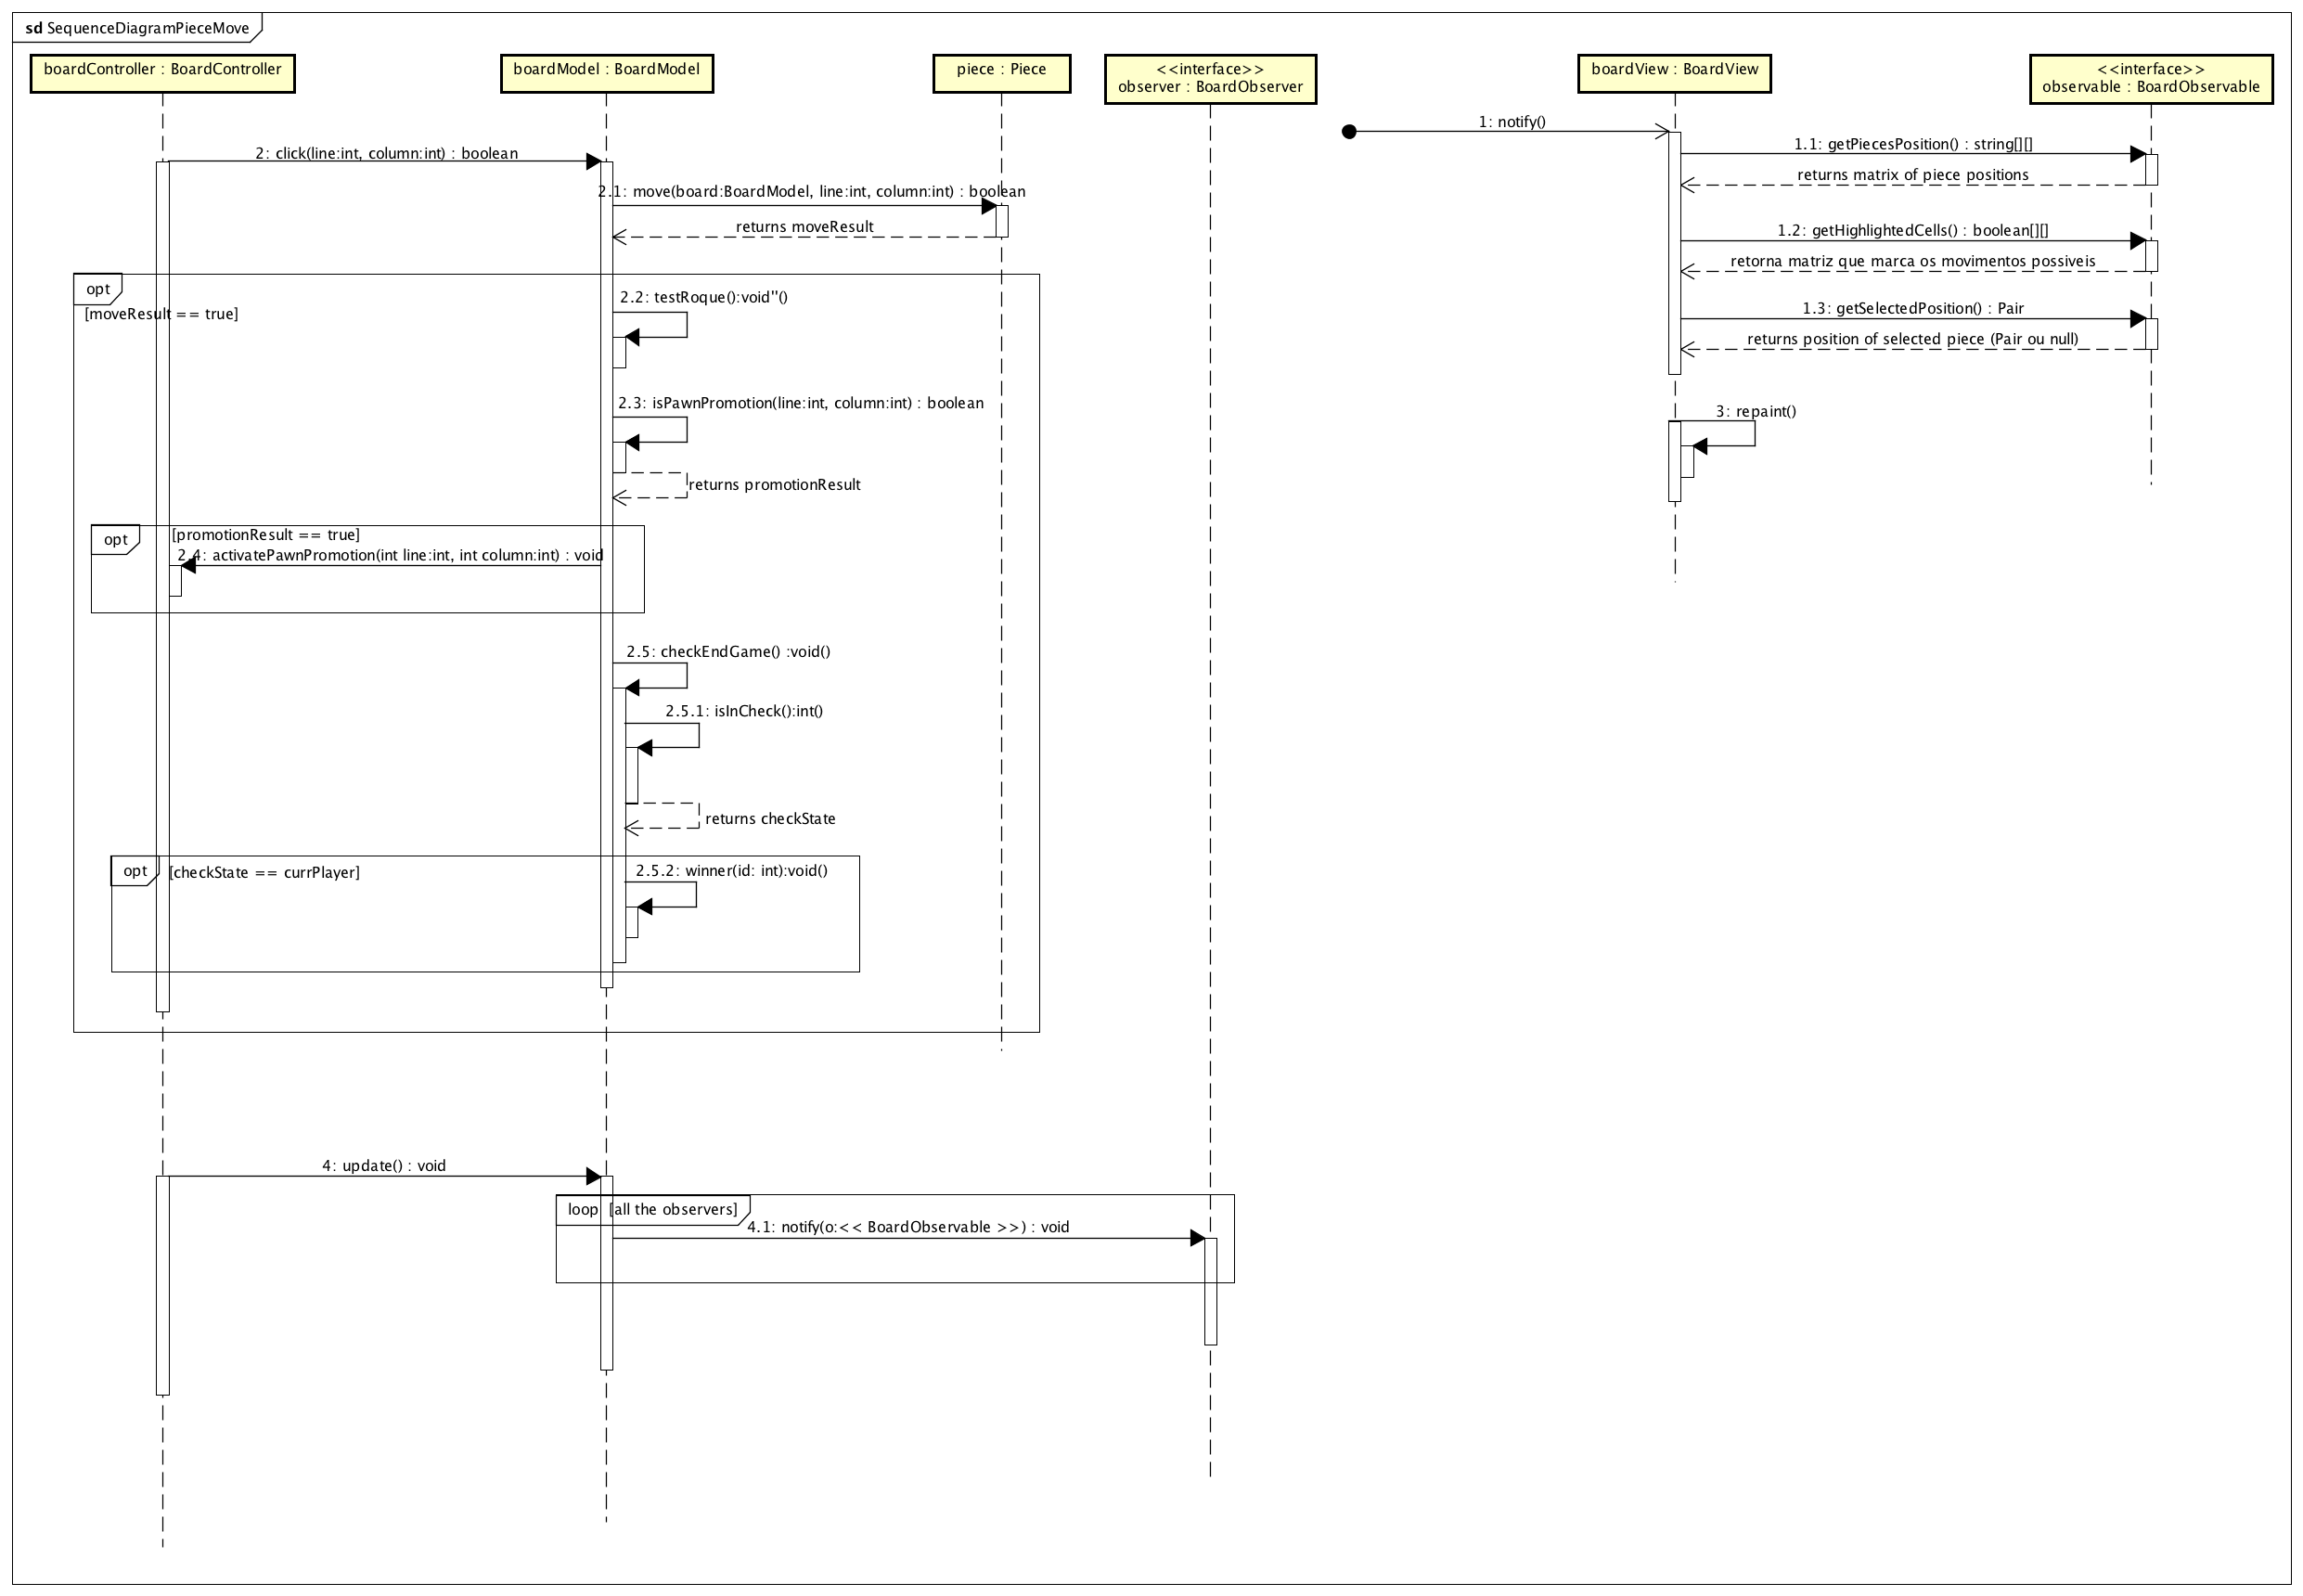 sd SequenceDiagramPieceMove
boardController : BoardController
boardModel : BoardModel
piece : Piece
<<interface>>
observer : BoardObserver
boardView : BoardView
<<interface>>
observable : BoardObservable
1: notify()
1.1: getPiecesPosition() : string[][]
returns matrix of piece positions
1.2: getHighlightedCells() : boolean[][]
retorna matriz que marca os movimentos possiveis
1.3: getSelectedPosition() : Pair
returns position of selected piece (Pair ou null)
3: repaint()
2: click(line:int, column:int) : boolean
2.1: move(board:BoardModel, line:int, column:int) : boolean
returns moveResult
opt
[moveResult == true]
2.2: testRoque():void"()
2.3: isPawnPromotion(line:int, column:int) : boolean
returns promotionResult
opt
[promotionResult == true]
2.4: activatePawnPromotion(int line:int, int column:int) : void
2.5: checkEndGame() :void()
2.5.1: isInCheck():int()
returns checkState
opt
[checkState == currPlayer]
2.5.2: winner(id: int):void()
4: update() : void
loop [all the observers]
4.1: notify(o:<< BoardObservable >>) : void